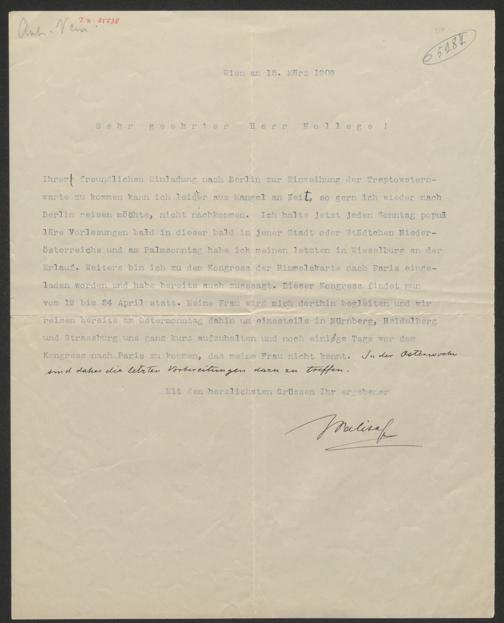 I. N. 85538
05987
Wien am 15. März 1909
Sehr geehrter Herr Kollege !
Ihrer freundlichen Einladung nach Berlin zur Einweihung der Treptowstern-
warte zu kommen kann ich leider aus Mangel an Zeit, so gern ich wieder nach
Berlin reisen möchte, nicht nachkommen. Ich halte jetzt jeden Sonntag popu
läre Vorlesungen bald in dieser bald in jener Stadt oder Städtchen Nieder-
österreichs und am Palmsonntag habe ich meinen letzten in Wieselburg an der
Erlauf. Weiters bin ich zu dem Kongress der Himmelskarte nach Paris einge-
laden worden und habe bereits auch zugesagt. Dieser Kongress findet nun
vom 19 bis 24 April statt. Meine Frau wird mich dorthin begleiten und wir
reisen bereits am Ostermontag dahin um einesteils in Nürnberg, Heidelberg
und Strassburg uns ganz kurz aufzuhalten und noch einige Tage vor dem
Kongress nach Paris zu kommen, das meine Frau nicht kennt. In der Osterwoche
sind daher die letzten Vorbereitungen dazu zu treffen.
Mit den herzlichsten Grüssen Ihr ergebener
JPalisa